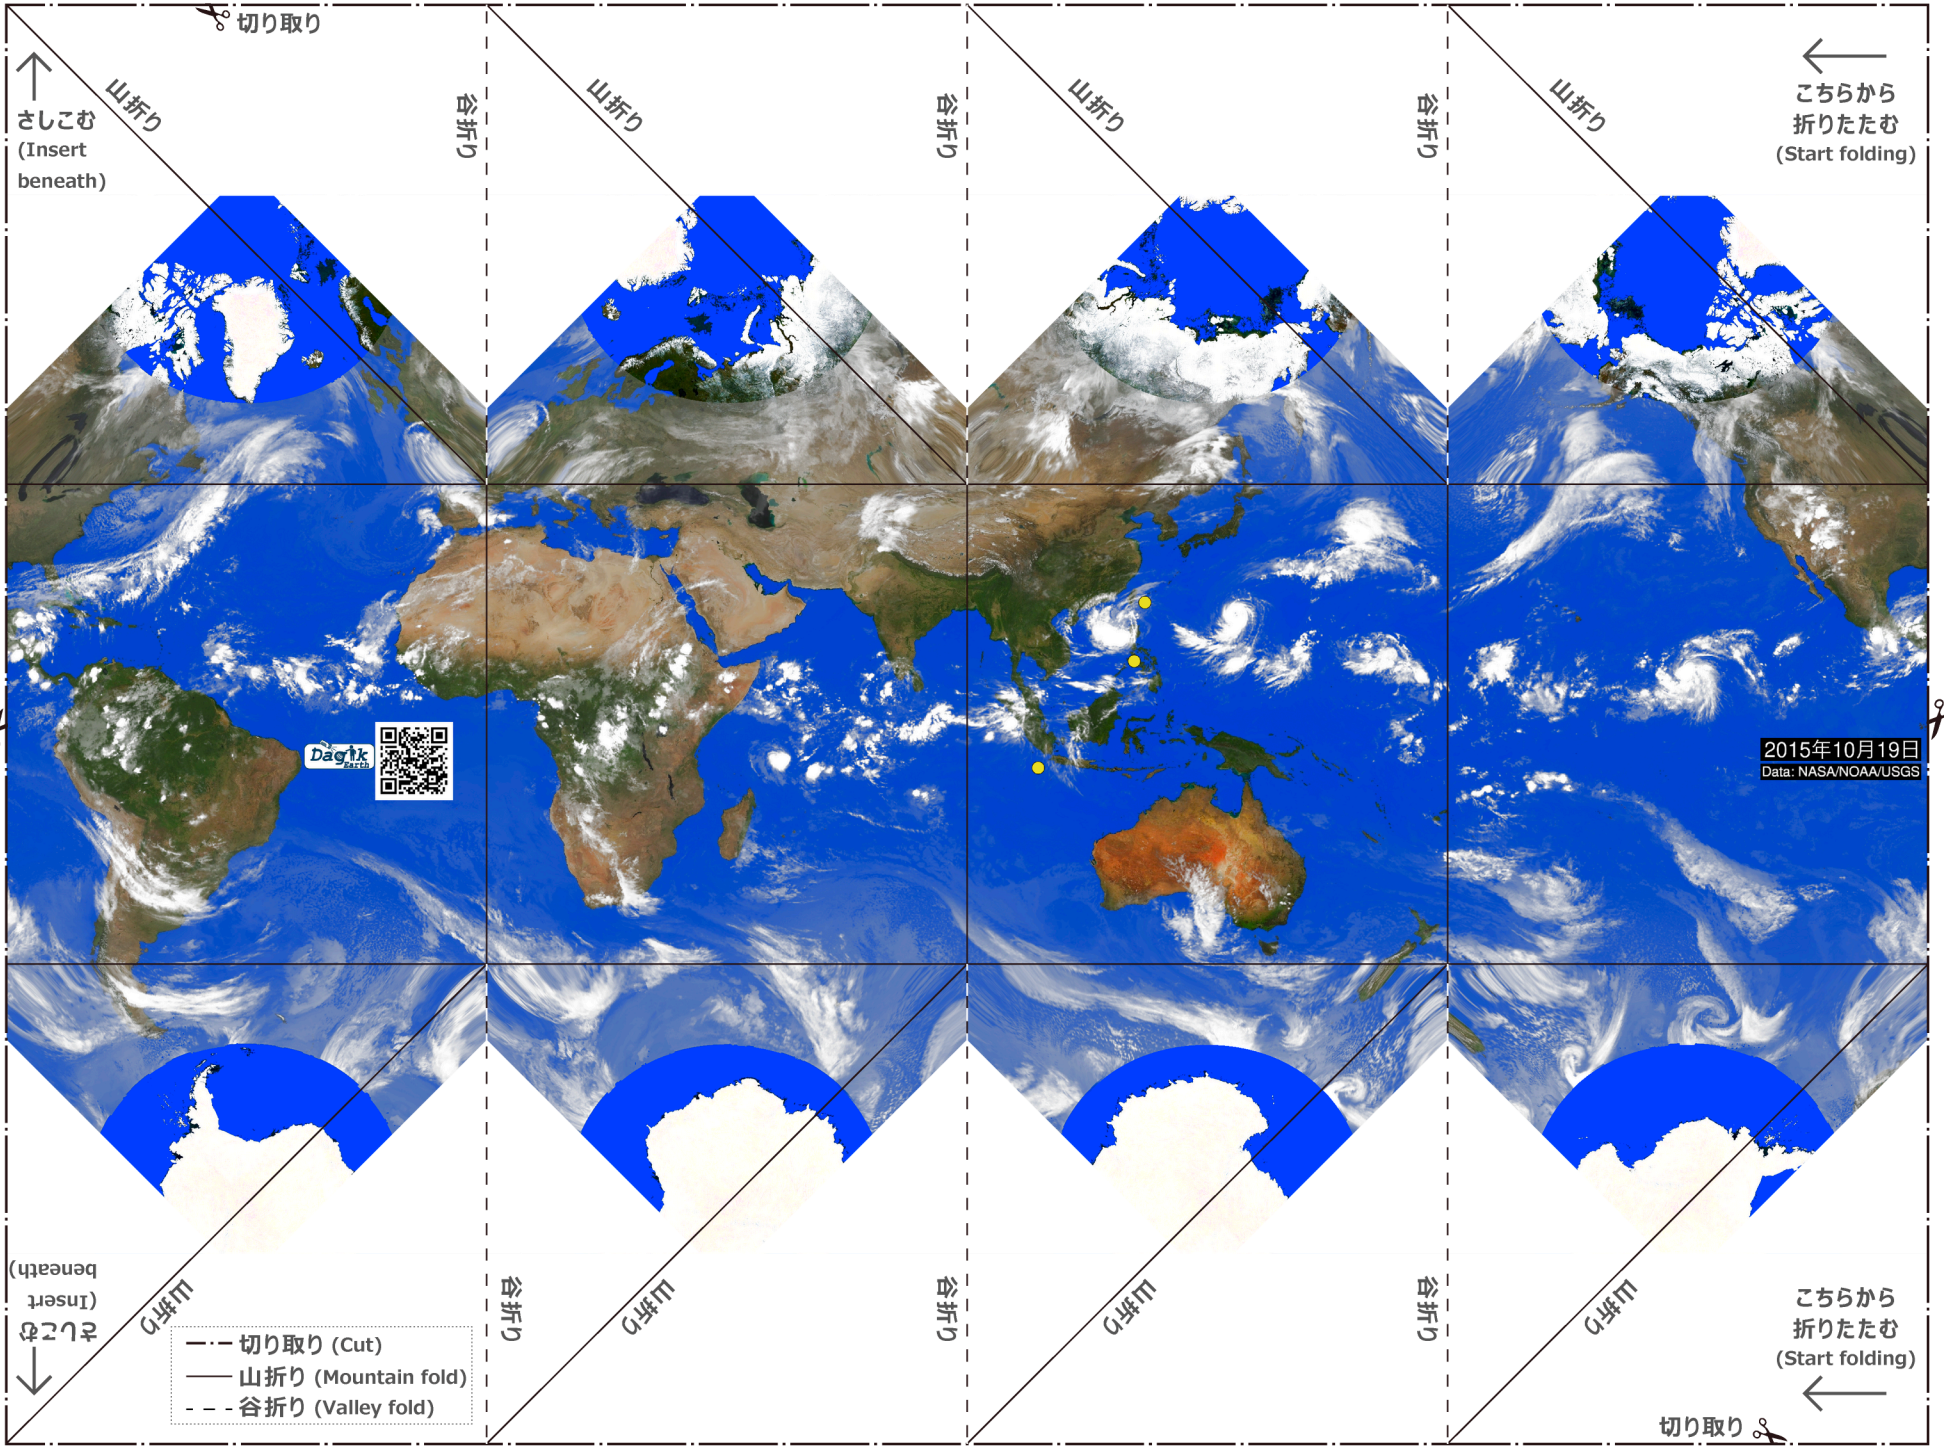 切り取り
山折り
谷折り
山折り
谷折り
山折り
谷折り
山折り
さしこむ
(Insert
beneath)
こちらから
折りたたむ
(Start folding)
Dagik
Earth
2015年10月19日
Data: NASA/NOAA/USGS
さしこむ
(Insert
beneath)
山折り
谷折り
山折り
谷折り
山折り
谷折り
山折り
こちらから
折りたたむ
(Start folding)
切り取り (Cut)
山折り (Mountain fold)
谷折り (Valley fold)
切り取り